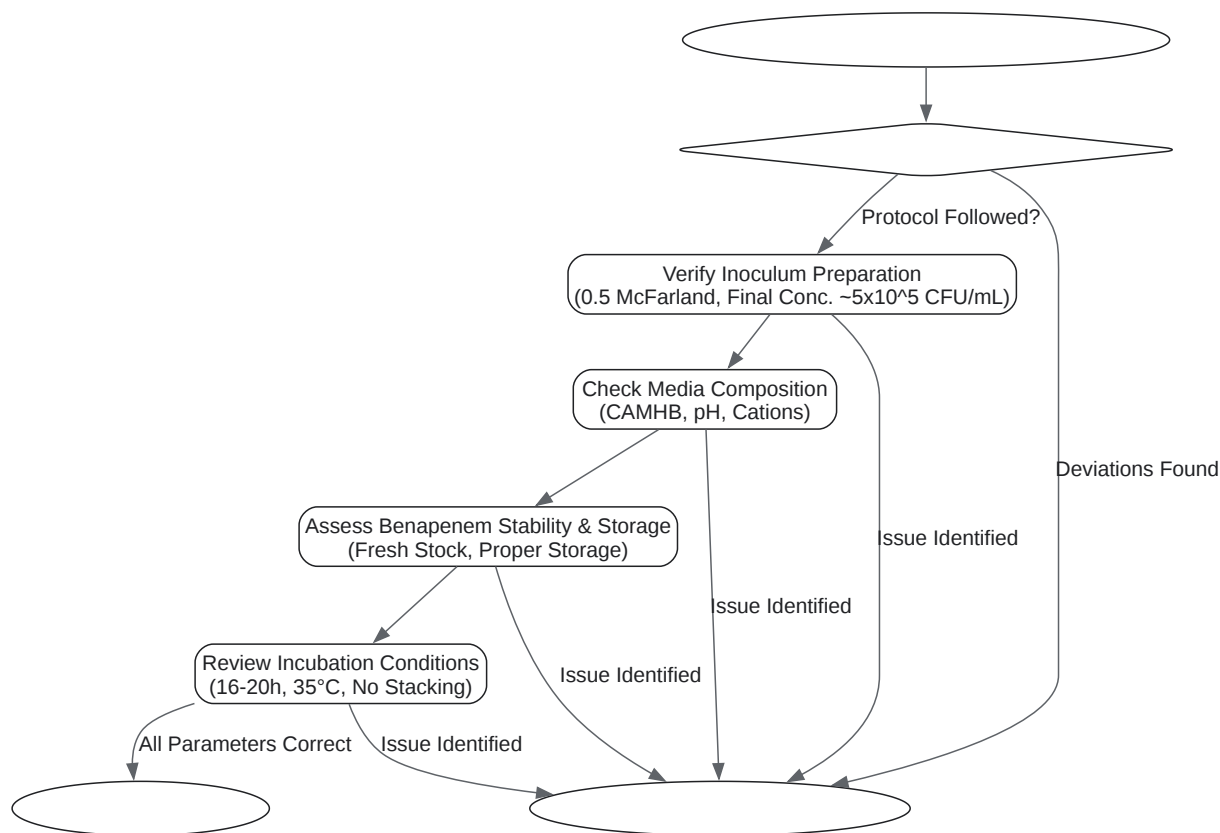 Protocol Followed?
Verify Inoculum Preparation
(0.5 McFarland, Final Conc. ~5x10^5 CFU/mL)
Check Media Composition
(CAMHB, pH, Cations)
Deviations Found
Assess Benapenem Stability & Storage
(Fresh Stock, Proper Storage)
Issue Identified
Issue Identified
Review Incubation Conditions
(16-20h, 35°C, No Stacking)
Issue Identified
All Parameters Correct
Issue Identified